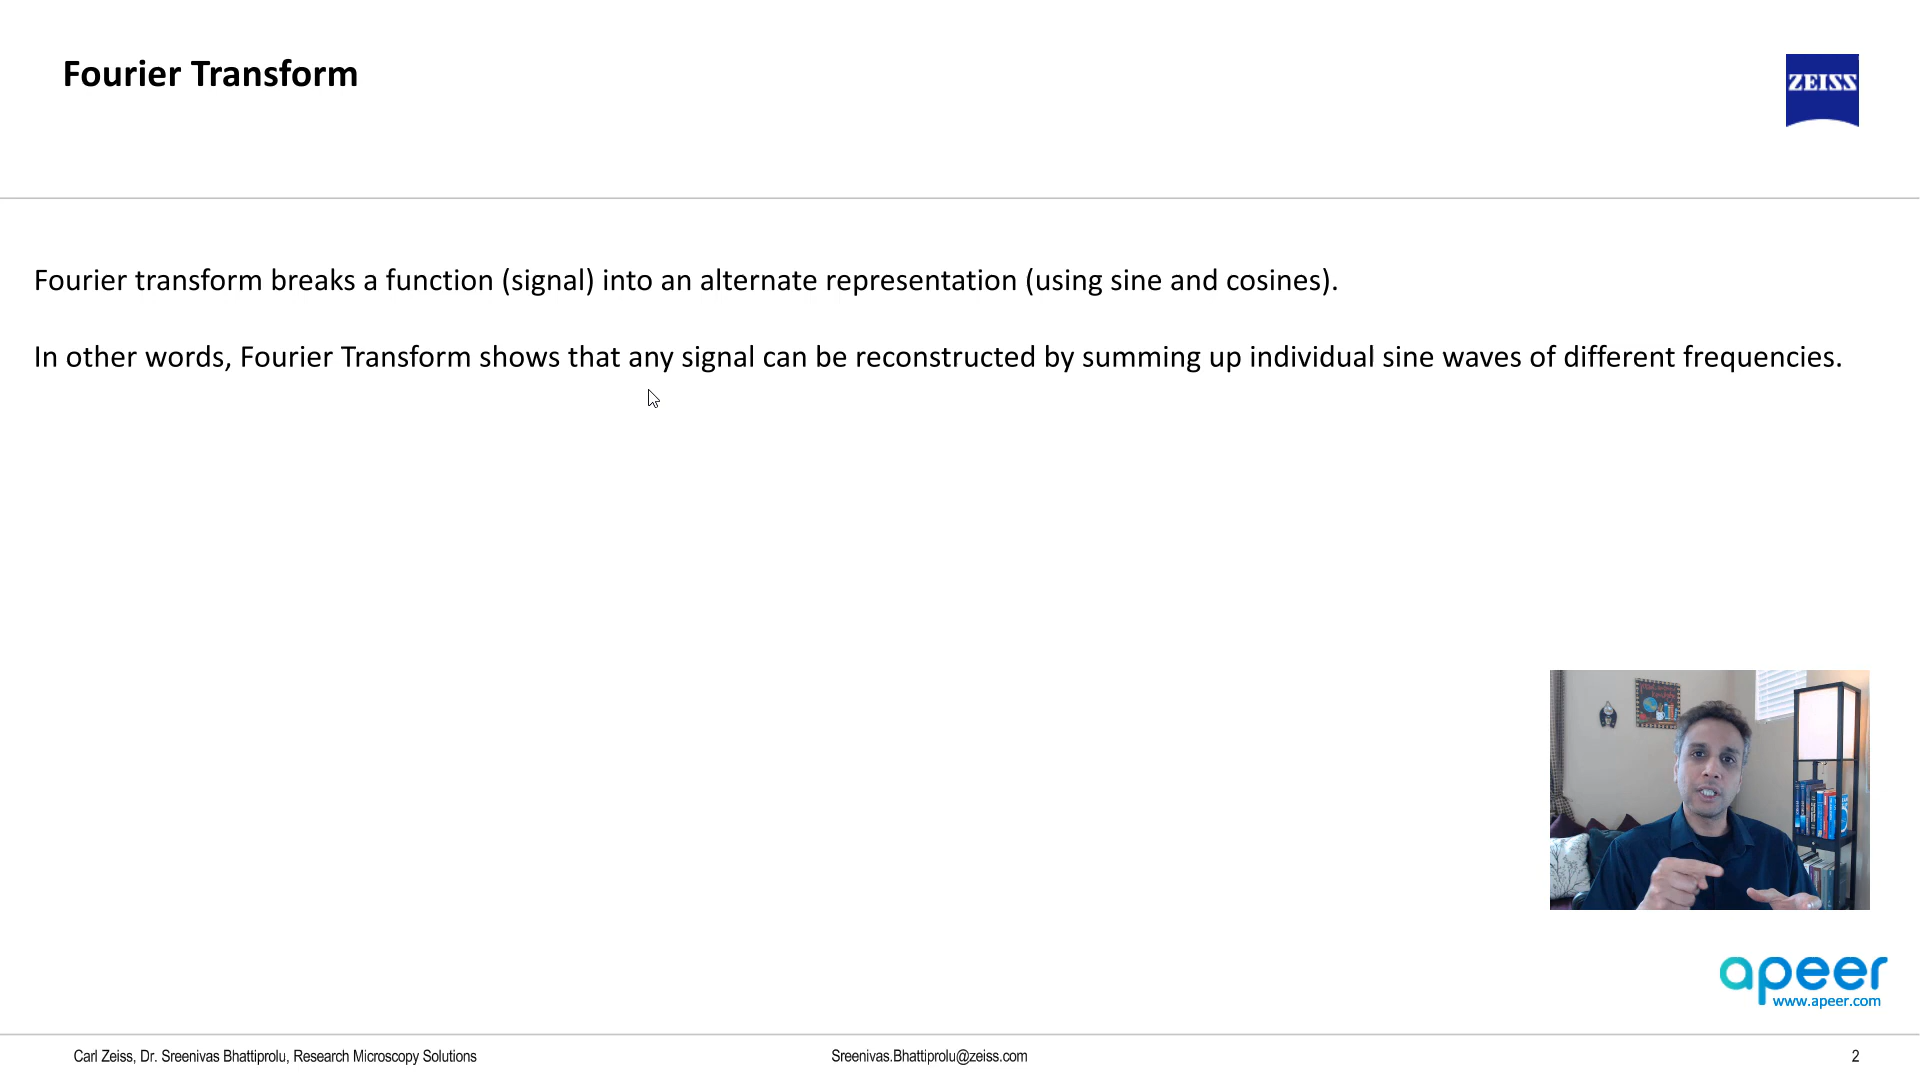 Fourier Transform
ZEISS
Fourier transform breaks a function (signal) into an alternate representation (using sine and cosines).
In other words, Fourier Transform shows that any signal can be reconstructed by summing up individual sine waves of different frequencies.
apeer
www.apeer.com
Carl Zeiss, Dr. Sreenivas Bhattiprolu, Research Microscopy Solutions
Sreenivas.Bhattiprolu@zeiss.com
2